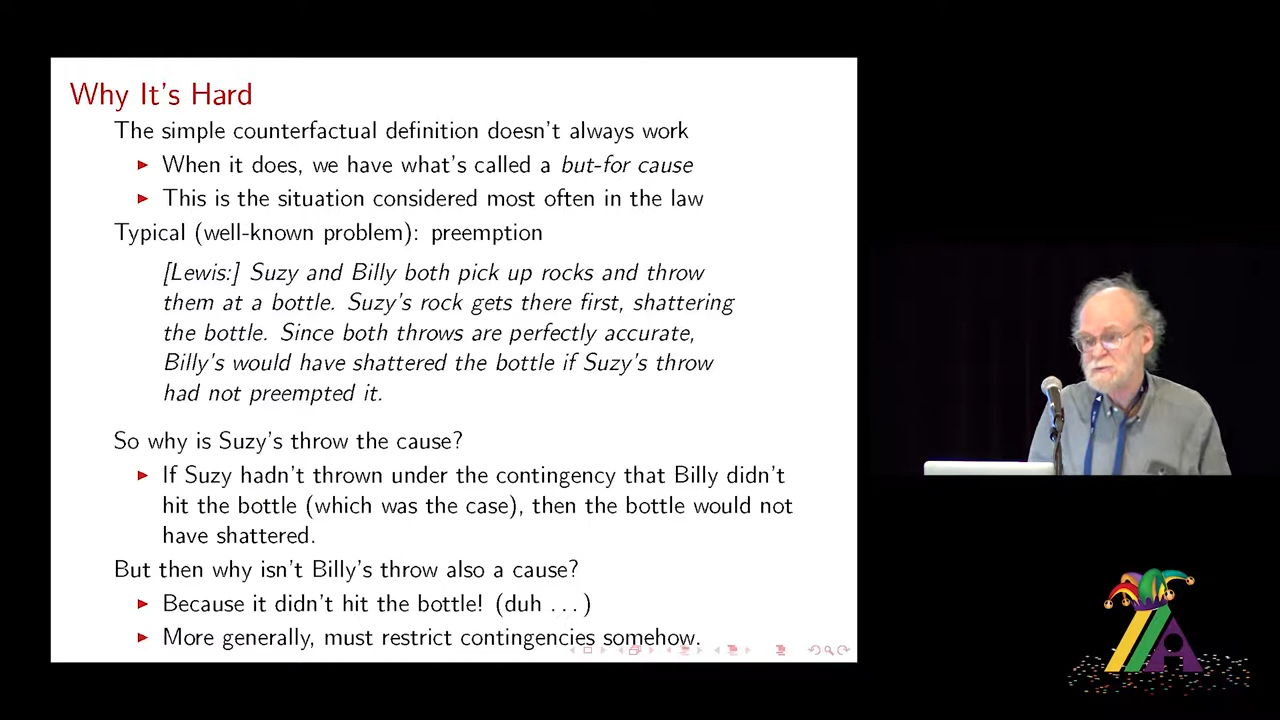 Why It's Hard
The simple counterfactual definition doesn't always work
▶ When it does, we have what's called a but-for cause
▶ This is the situation considered most often in the law
Typical (well-known problem): preemption
[Lewis:] Suzy and Billy both pick up rocks and throw
them at a bottle. Suzy's rock gets there first, shattering
the bottle. Since both throws are perfectly accurate,
Billy's would have shattered the bottle if Suzy's throw
had not preempted it.
So why is Suzy's throw the cause?
▶ If Suzy hadn't thrown under the contingency that Billy didn't
hit the bottle (which was the case), then the bottle would not
have shattered.
But then why isn't Billy's throw also a cause?
▶ Because it didn't hit the bottle! (duh ...)
▶ More generally, must restrict contingencies somehow.